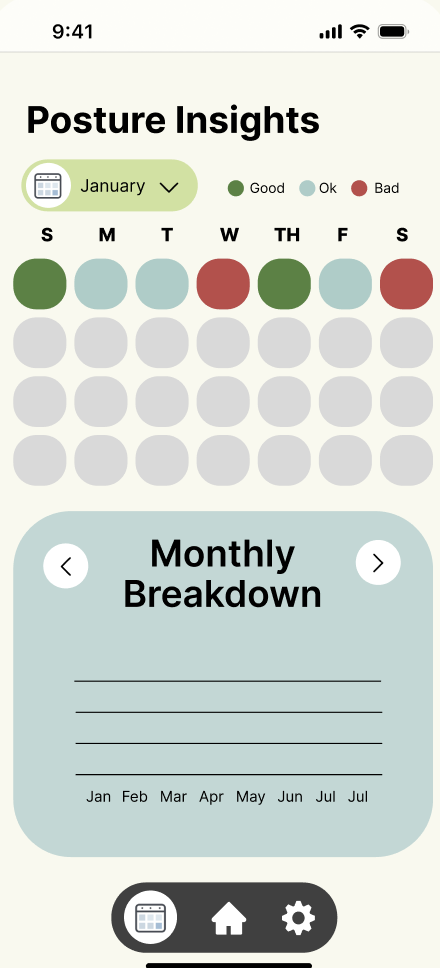 9:41
Posture Insights
January
Good Ok Bad
S M T W TH F S
Monthly
Breakdown
Jan Feb Mar Apr May Jun Jul Jul